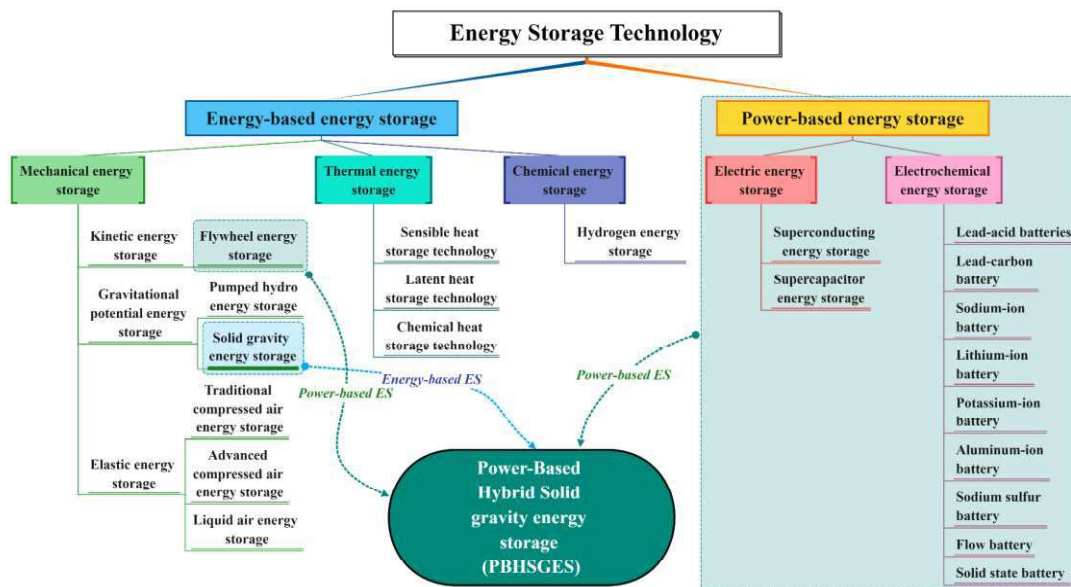 Energy Storage Technology
Energy-based energy storage
Power-based energy storage
Mechanical energy
storage
Thermal energy
storage
Chemical energy
storage
Electric energy
storage
Electrochemical
energy storage
Kinetic energy
storage
Flywheel energy
storage
Gravitational
potential energy
storage
Pumped hydro
energy storage
Solid gravity
energy storage
Elastic energy
storage
Traditional
compressed air
energy storage
Advanced
compressed air
energy storage
Liquid air energy
storage
Sensible heat
storage technology
Latent heat
storage technology
Chemical heat
storage technology
Hydrogen energy
storage
Superconducting
energy storage
Supercapacitor
energy storage
Lead-acid batteries
Lead-carbon
battery
Sodium-ion
battery
Lithium-ion
battery
Potassium-ion
battery
Aluminum-ion
battery
Sodium sulfur
battery
Flow battery
Solid state battery
Power-based ES
Energy-based ES
Power-based ES
Power-Based
Hybrid Solid
gravity energy
storage
(PBHSGES)